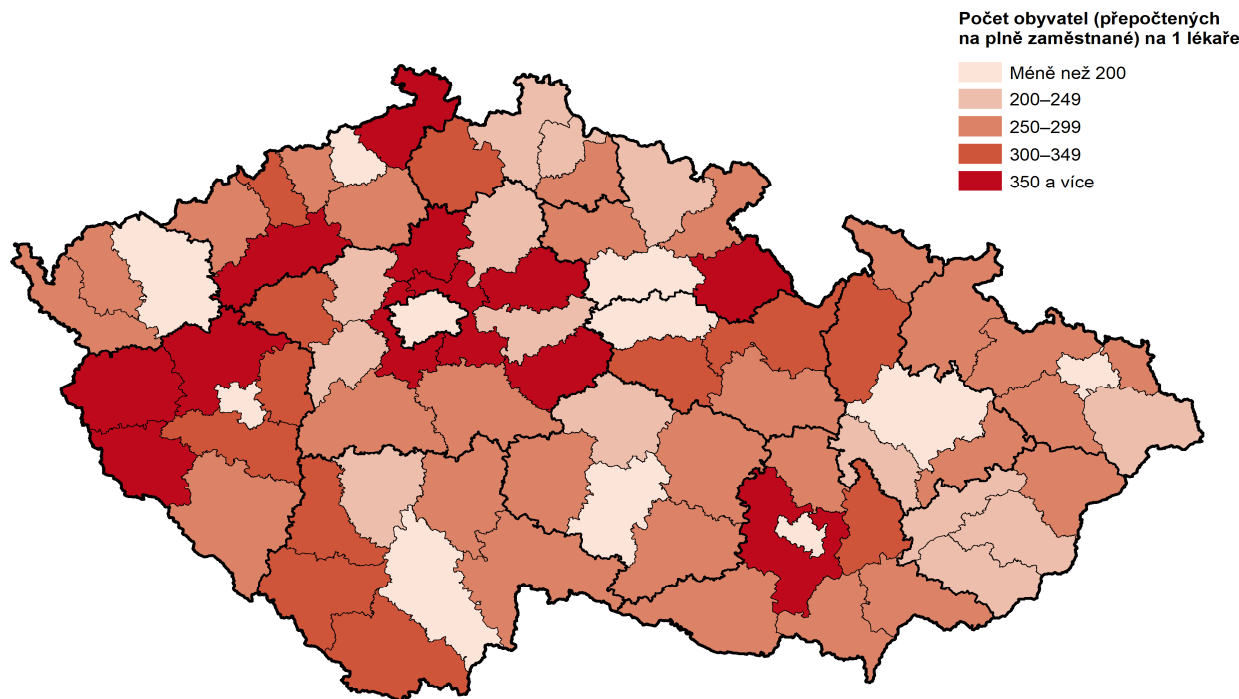 Počet obyvatel (přepočtených
na plně zaměstnané) na 1 lékaře
Méně než 200
200–249
250–299
300–349
350 a více